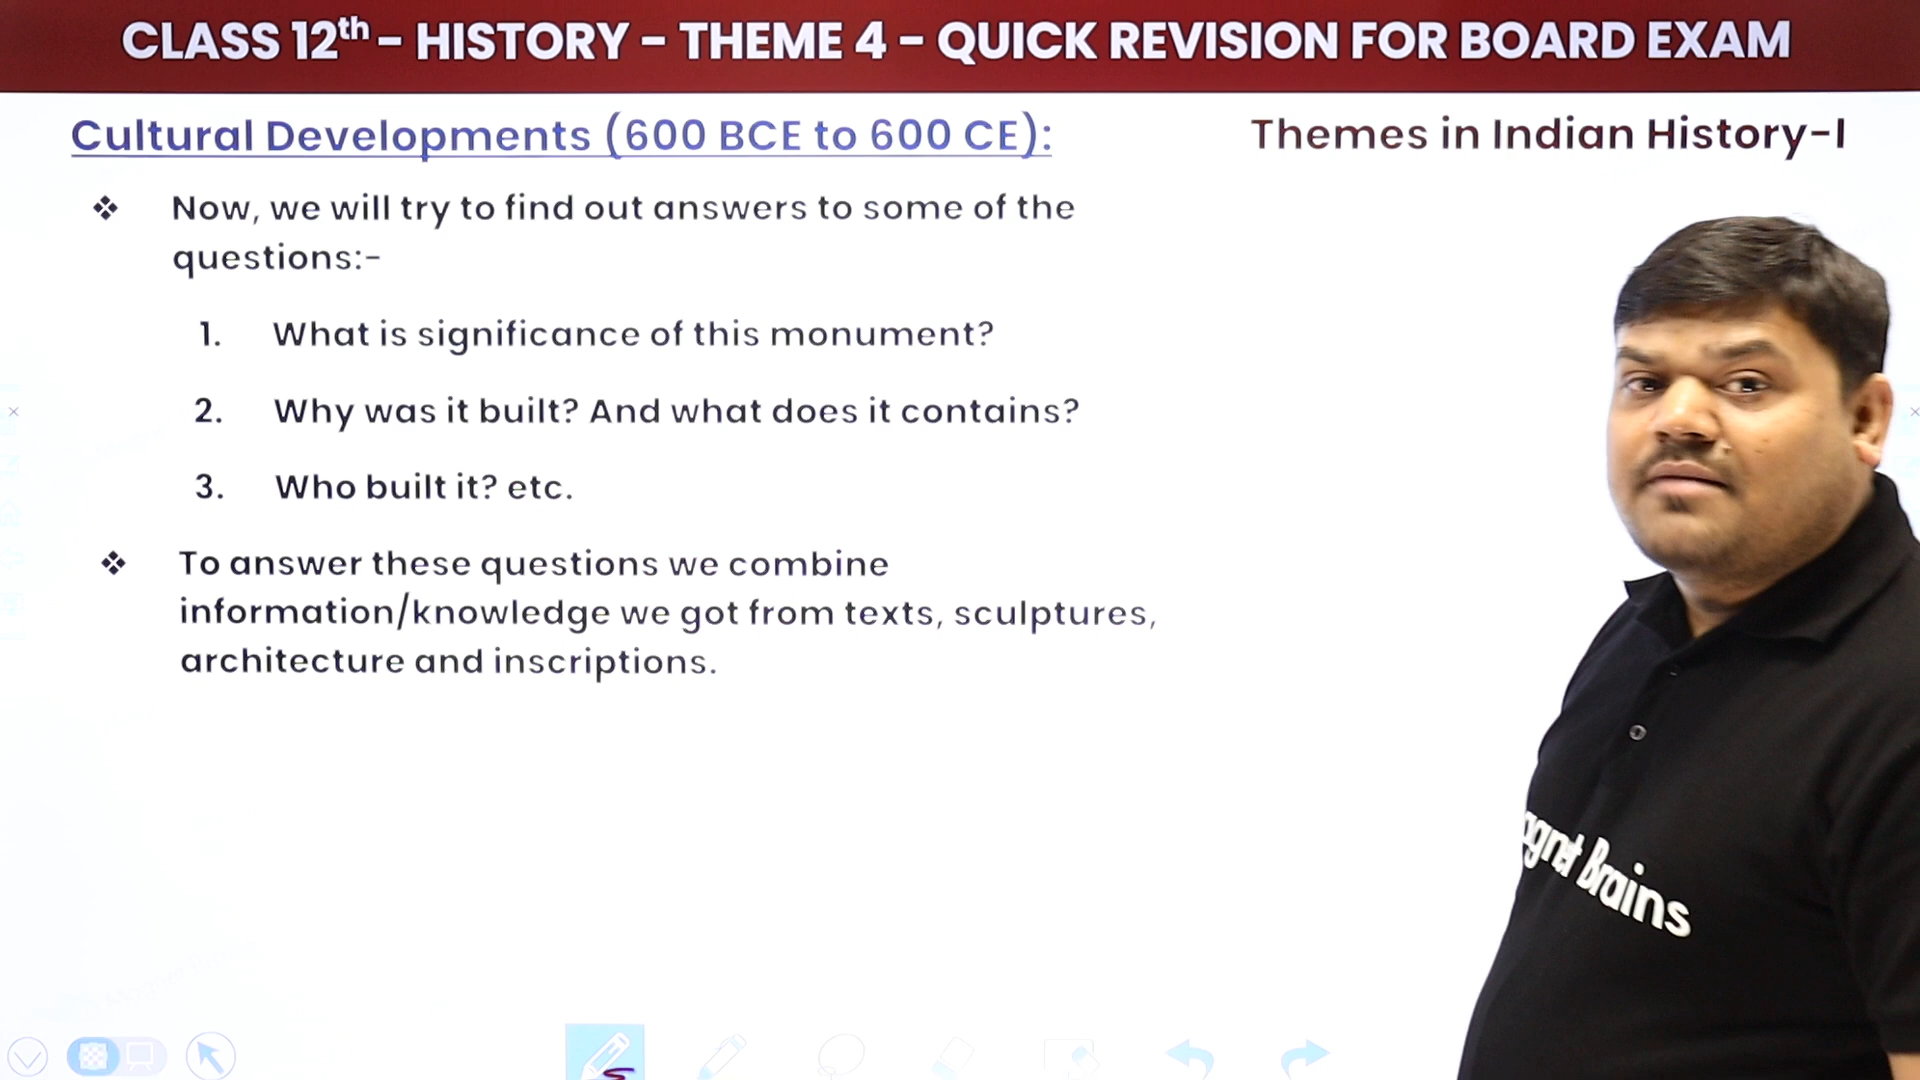 CLASS 12th - HISTORY - THEME 4 - QUICK REVISION FOR BOARD EXAM
Cultural Developments (600 BCE to 600 CE):
Themes in Indian History-I
❖ Now, we will try to find out answers to some of the
questions:-
1. What is significance of this monument?
2. Why was it built? And what does it contains?
3. Who built it? etc.
❖ To answer these questions we combine
information/knowledge we got from texts, sculptures,
architecture and inscriptions.
agnet Brains